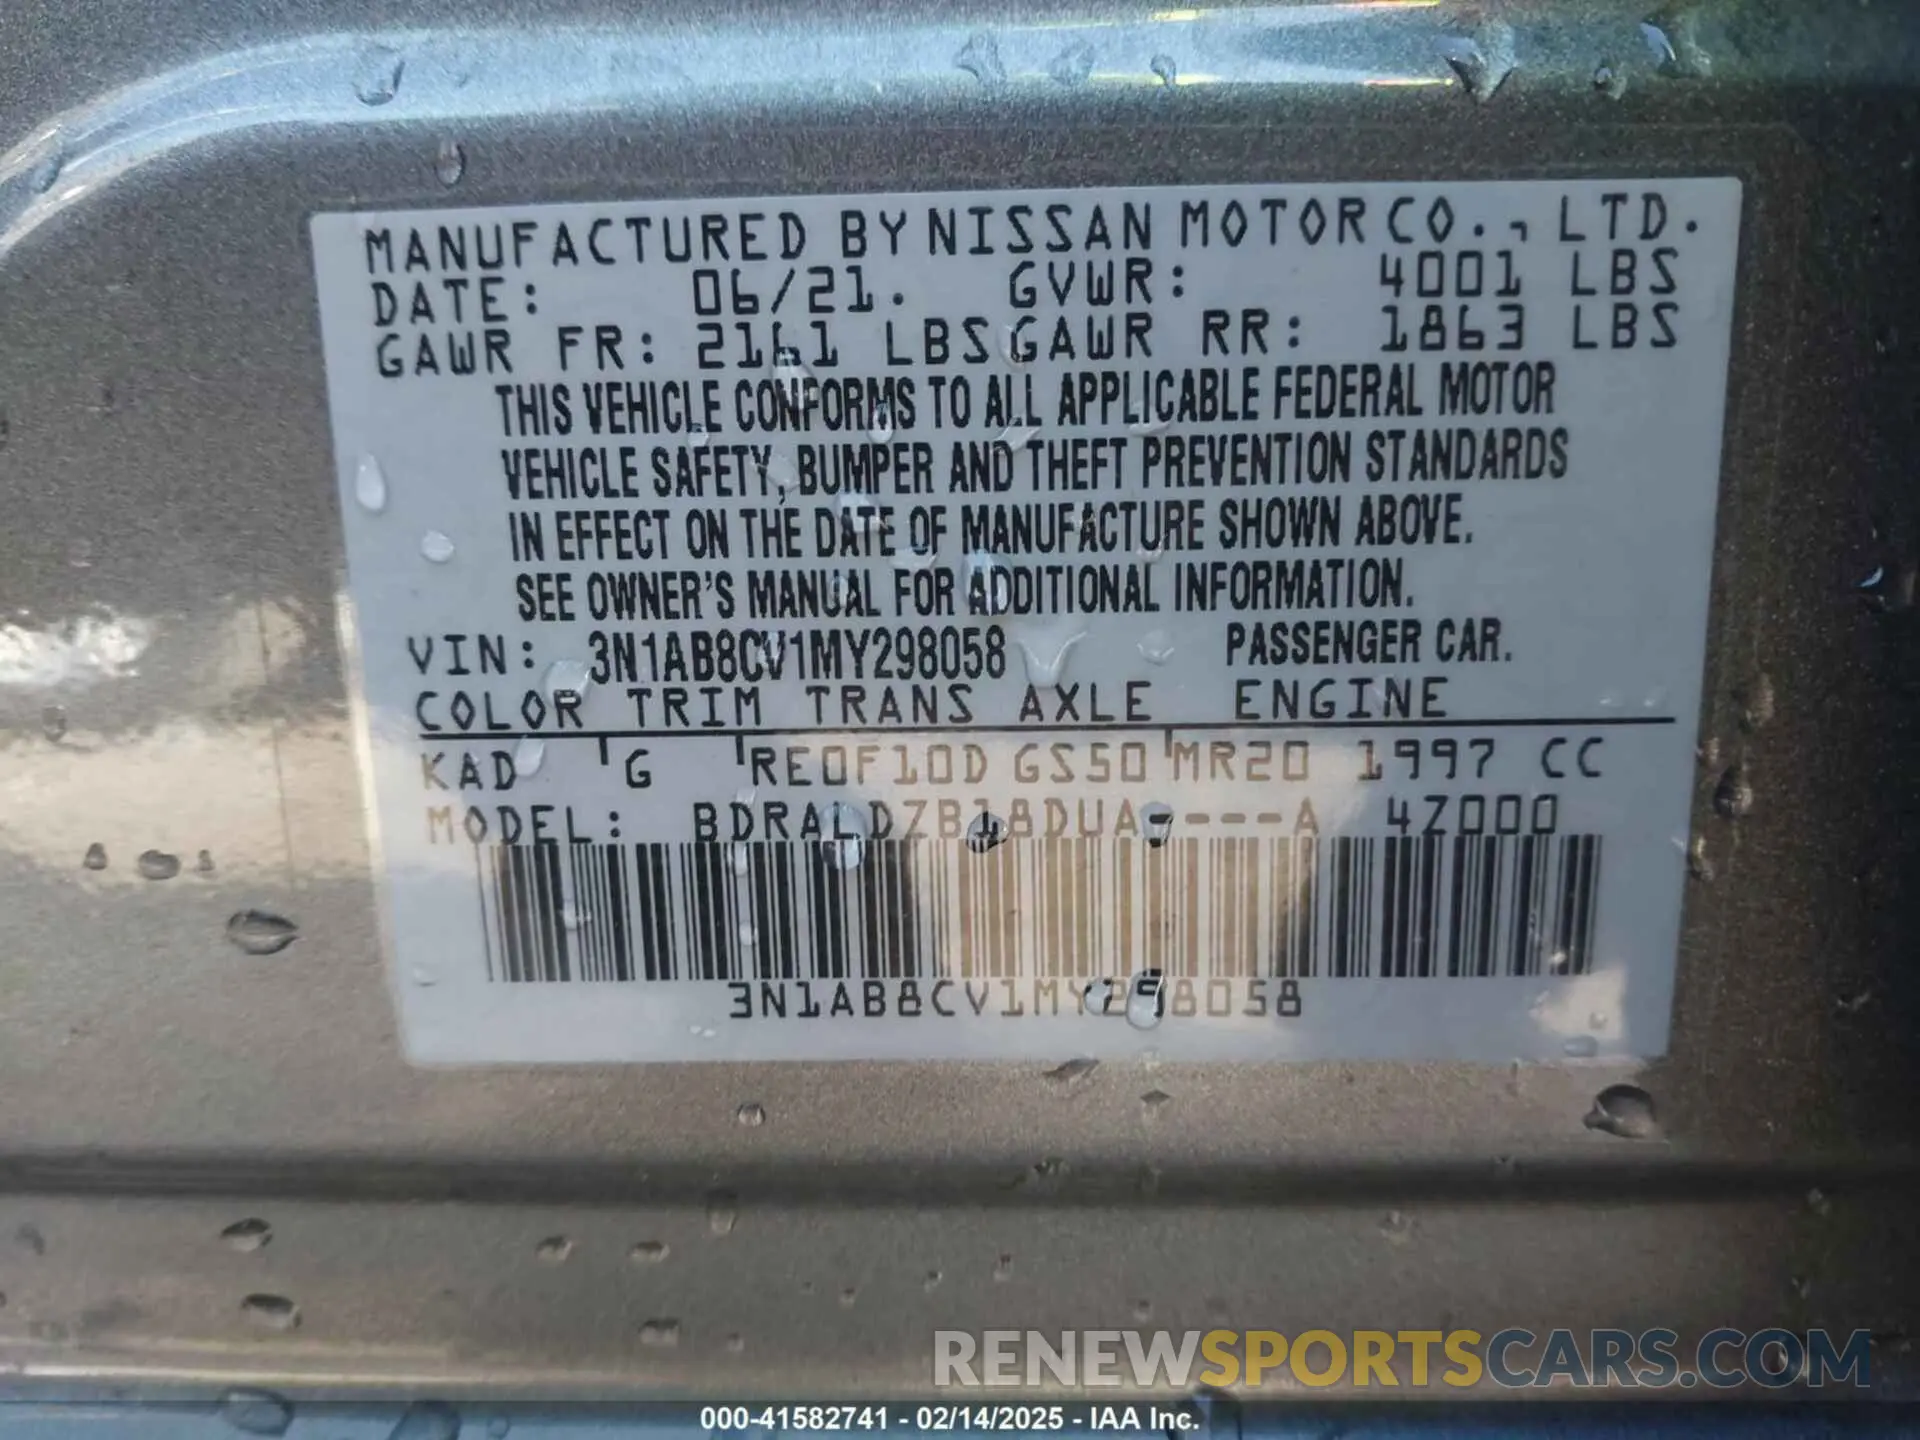 MANUFACTURED BY NISSAN MOTOR CO., LTD.
DATE: 06/21. GVWR: 4001 LBS
GAWR FR: 2161 LBS GAWR RR: 1863 LBS
THIS VEHICLE CONFORMS TO ALL APPLICABLE FEDERAL MOTOR
VEHICLE SAFETY, BUMPER AND THEFT PREVENTION STANDARDS
IN EFFECT ON THE DATE OF MANUFACTURE SHOWN ABOVE.
SEE OWNER'S MANUAL FOR ADDITIONAL INFORMATION.
VIN: 3N1AB8CV1MY298058 PASSENGER CAR.
COLOR TRIM TRANS AXLE ENGINE
KAD G RE0F10D GS50 MR20 1997 CC
MODEL: BDRALDZB18DUA----A 4Z000
3N1AB8CV1MY298058
RENEWSPORTSCARS.COM
000-41582741 - 02/14/2025 - IAA Inc.